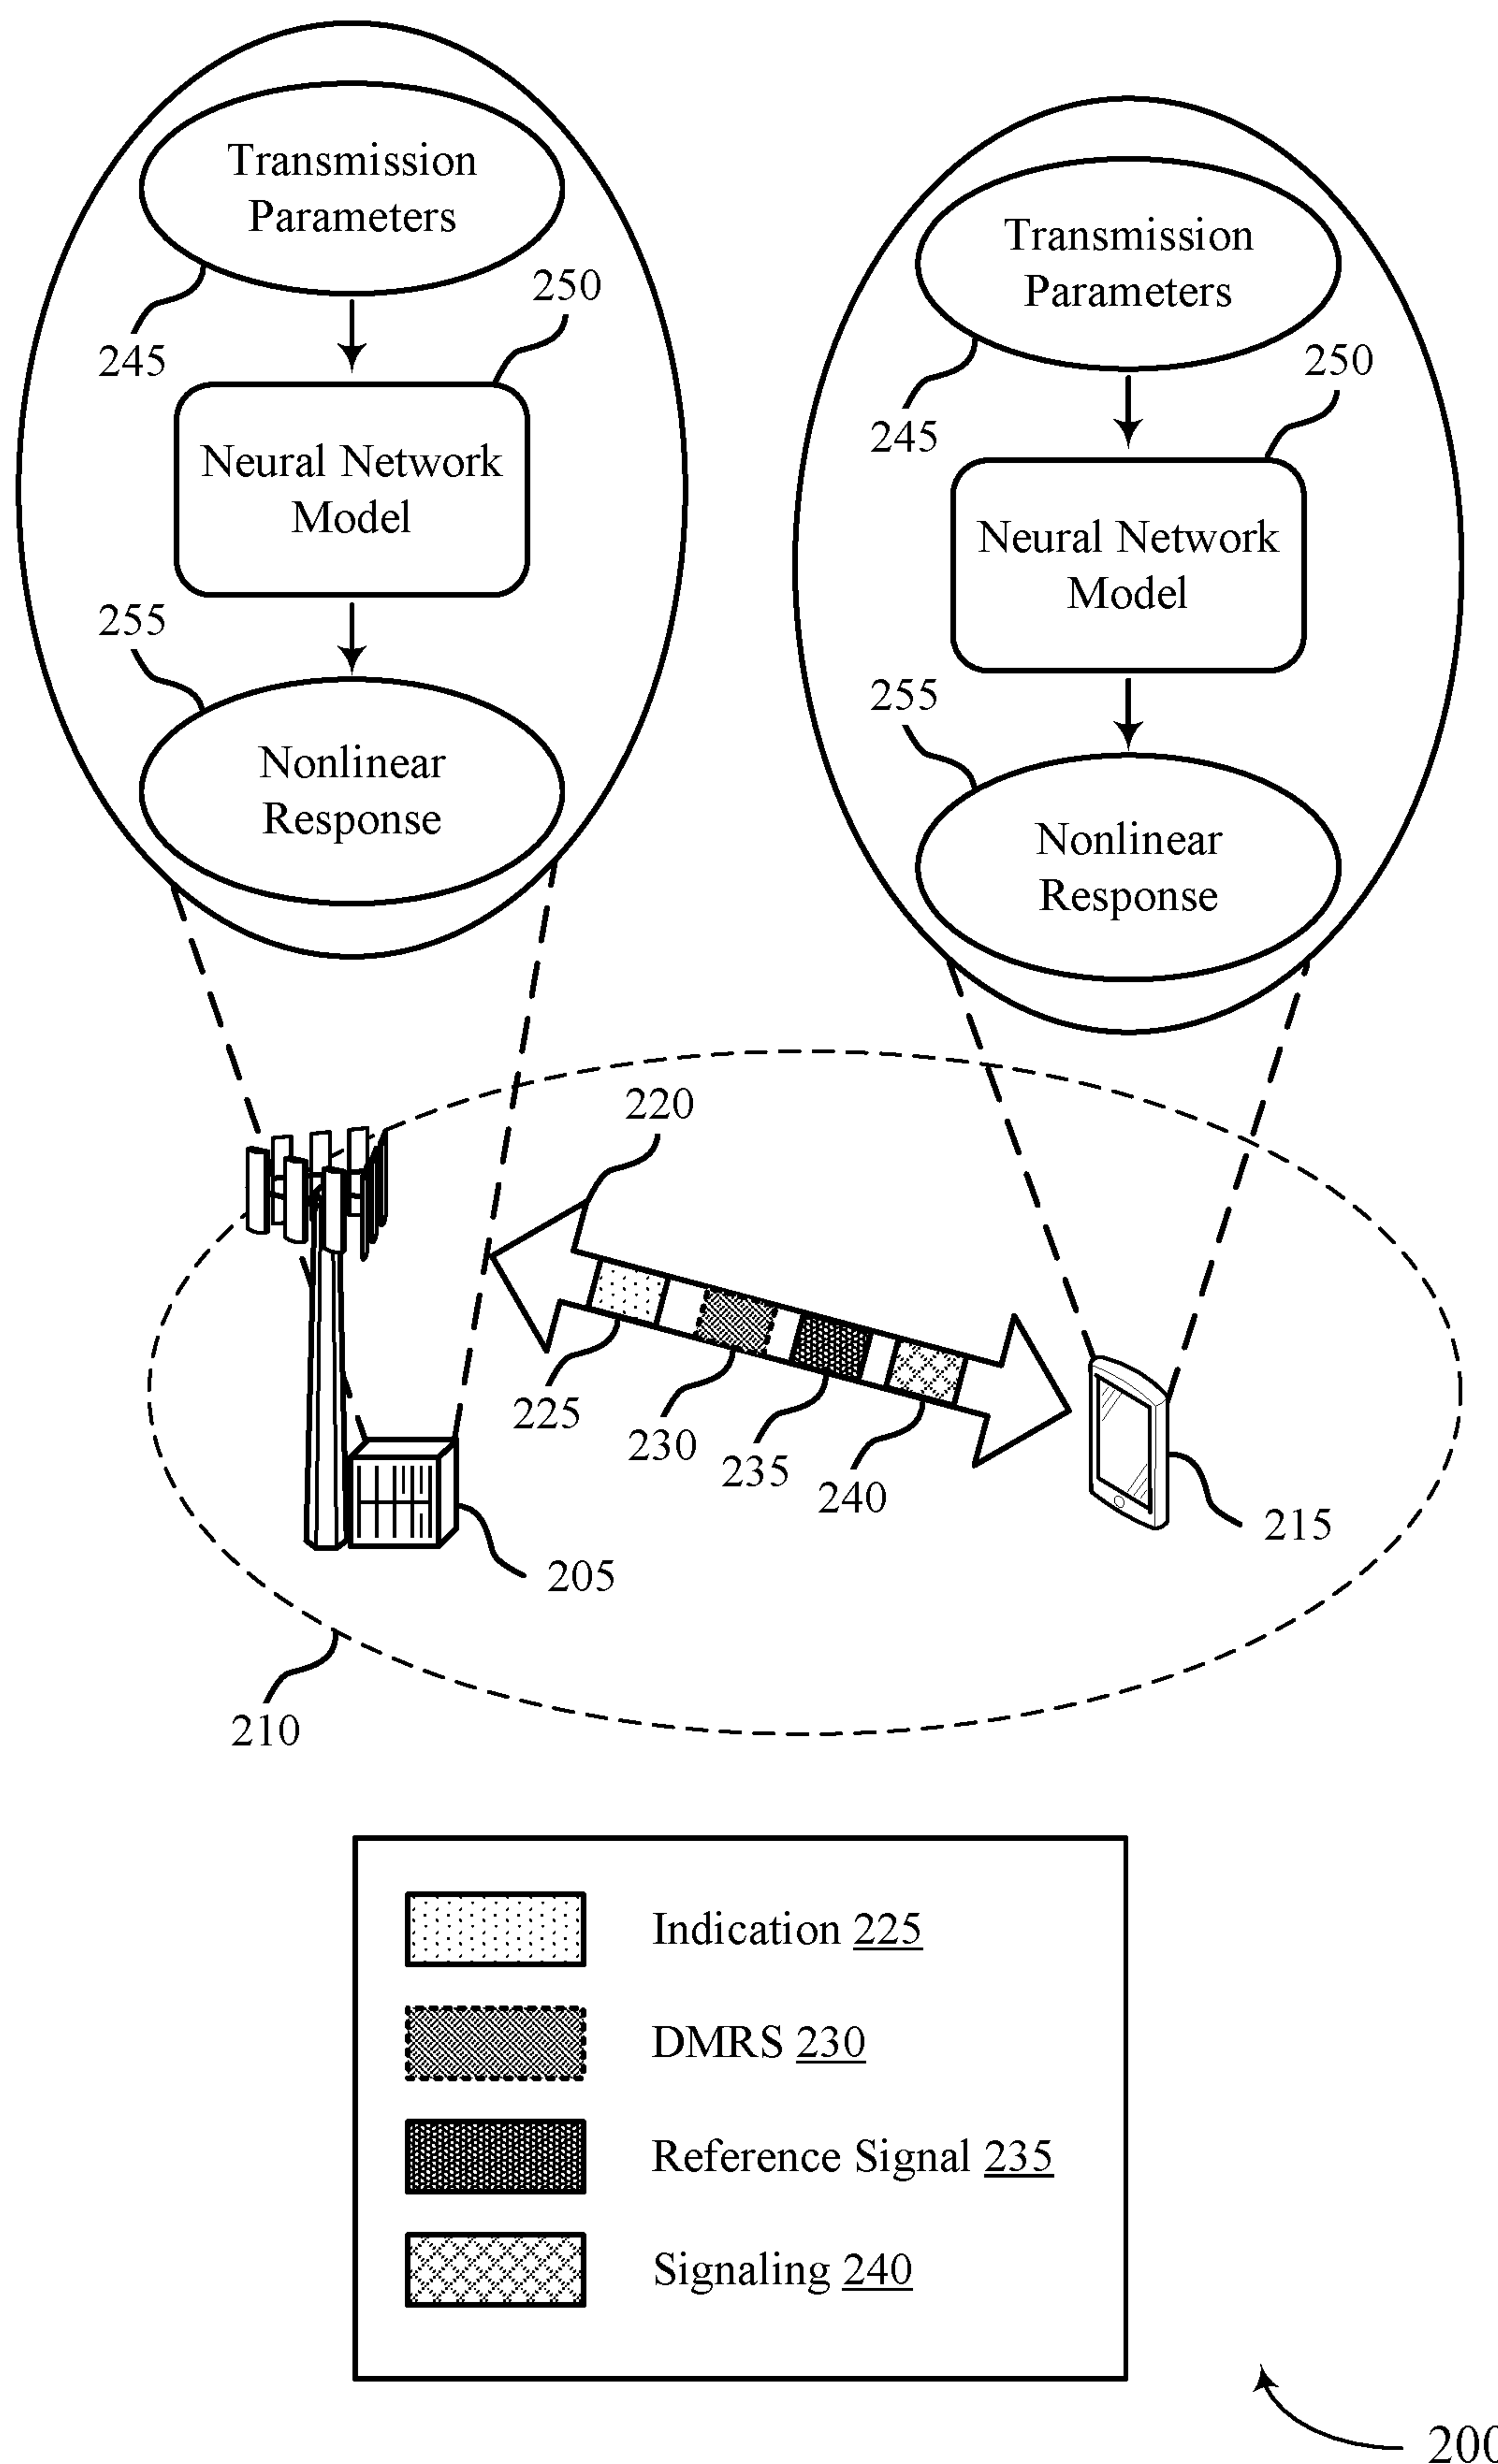 Transmission
Parameters
245
250
Neural Network
Model
255
Nonlinear
Response
Transmission
Parameters
245
250
Neural Network
Model
255
Nonlinear
Response
220
225
230
235
240
205
215
210
Indication 225
DMRS 230
Reference Signal 235
Signaling 240
200